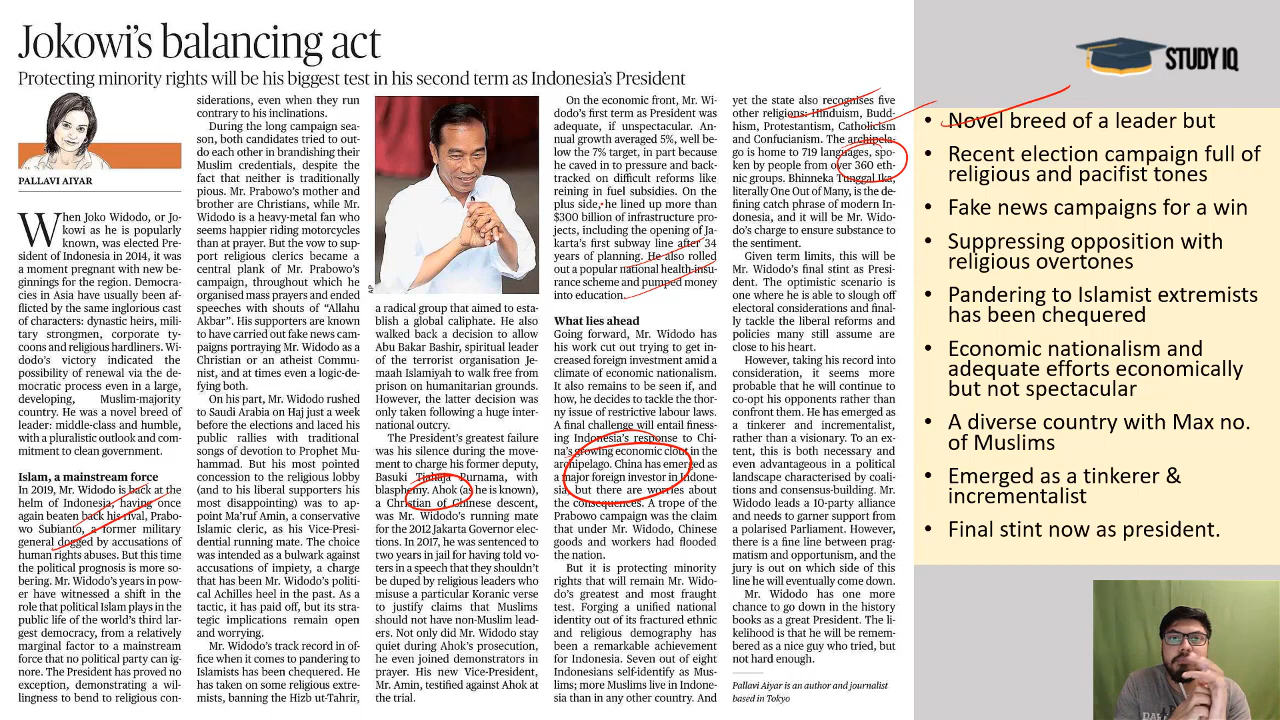 Jokowi's balancing act
Protecting minority rights will be his biggest test in his second term as Indonesia's President
PALLAVI AIYAR
When Joko Widodo, or Jo-
kowi as he is popularly
known, was elected Pre-
sident of Indonesia in 2014, it was
a moment pregnant with new be-
ginnings for the region. Democra-
cies in Asia have usually been af-
flicted by the same inglorious cast
of characters: dynastic heirs, mili-
tary strongmen, corporate ty-
coons and religious hardliners. Wi-
dodo's victory indicated the
possibility of renewal via the de-
mocratic process even in a large,
developing, Muslim-majority
country. He was a novel breed of
leader: middle-class and humble,
with a pluralistic outlook and com-
mitment to clean government.
Islam, a mainstream force
In 2019, Mr. Widodo is back at the
helm of Indonesia, having once
again beaten back his rival, Prabo-
wo Subianto, a former military
general dogged by accusations of
human rights abuses. But this time
the political prognosis is more so-
bering. Mr. Widodo's years in pow-
er have witnessed a shift in the
role that political Islam plays in the
public life of the world's third lar-
gest democracy, from a relatively
marginal factor to a mainstream
force that no political party can ig-
nore. The President has proved no
exception, demonstrating a wil-
lingness to bend to religious con-
siderations, even when they run
contrary to his inclinations.
During the long campaign sea-
son, both candidates tried to out-
do each other in brandishing their
Muslim credentials, despite the
fact that neither is traditionally
pious. Mr. Prabowo's mother and
brother are Christians, while Mr.
Widodo is a heavy-metal fan who
seems happier riding motorcycles
than at prayer. But the vow to sup-
port religious clerics became a
central plank of Mr. Prabowo's
campaign, throughout which he
organised mass prayers and ended
speeches with shouts of "Allahu
Akbar". His supporters are known
to have carried out fake news cam-
paigns portraying Mr. Widodo as a
Christian or an atheist Commu-
nist, and at times even a logic-de-
fying both.
On his part, Mr. Widodo rushed
to Saudi Arabia on Haj just a week
before the elections and laced his
public rallies with traditional
songs of devotion to Prophet Mu-
hammad. But his most pointed
concession to the religious lobby
(and to his liberal supporters his
most disappointing) was to ap-
point Ma'ruf Amin, a conservative
Islamic cleric, as his Vice-Presi-
dential running mate. The choice
was intended as a bulwark against
accusations of impiety, a charge
that has been Mr. Widodo's politi-
cal Achilles heel in the past. As a
tactic, it has paid off, but its stra-
tegic implications remain open
and worrying.
Mr. Widodo's track record in of-
fice when it comes to pandering to
Islamists has been chequered. He
has taken on some religious extre-
mists, banning the Hizb ut-Tahrir,
AP
a radical group that aimed to esta-
blish a global caliphate. He also
walked back a decision to allow
Abu Bakar Bashir, spiritual leader
of the terrorist organisation Je-
maah Islamiyah to walk free from
prison on humanitarian grounds.
However, the latter decision was
only taken following a huge inter-
national outcry.
The President's greatest failure
was his silence during the move-
ment to charge his former deputy,
Basuki Tjahaja Purnama, with
blasphemy. Ahok (as he is known),
a Christian of Chinese descent,
was Mr. Widodo's running mate
for the 2012 Jakarta Governor elec-
tions. In 2017, he was sentenced to
two years in jail for having told vo-
ters in a speech that they shouldn't
be duped by religious leaders who
misuse a particular Koranic verse
to justify claims that Muslims
should not have non-Muslim lead-
ers. Not only did Mr. Widodo stay
quiet during Ahok's prosecution,
he even joined demonstrators in
prayer. His new Vice-President,
Mr. Amin, testified against Ahok at
the trial.
On the economic front, Mr. Wi-
dodo's first term as President was
adequate, if unspectacular. An-
nual growth averaged 5%, well be-
low the 7% target, in part because
he caved in to pressure and back-
tracked on difficult reforms like
reining in fuel subsidies. On the
plus side, he lined up more than
$300 billion of infrastructure pro-
jects, including the opening of Ja-
karta's first subway line after 34
years of planning. He also rolled
out a popular national health-insu-
rance scheme and pumped money
into education.
What lies ahead
Going forward, Mr. Widodo has
his work cut out trying to get in-
creased foreign investment amid a
climate of economic nationalism.
It also remains to be seen if, and
how, he decides to tackle the thor-
ny issue of restrictive labour laws.
A final challenge will entail finess-
ing Indonesia's response to Chi-
na's growing economic clout in the
archipelago. China has emerged as
a major foreign investor in Indone-
sia, but there are worries about
the consequences. A trope of the
Prabowo campaign was the claim
that under Mr. Widodo, Chinese
goods and workers had flooded
the nation.
But it is protecting minority
rights that will remain Mr. Wido-
do's greatest and most fraught
test. Forging a unified national
identity out of its fractured ethnic
and religious demography has
been a remarkable achievement
for Indonesia. Seven out of eight
Indonesians self-identify as Mus-
lims; more Muslims live in Indone-
sia than in any other country. And
yet the state also recognises five
other religions: Hinduism, Budd-
hism, Protestantism, Catholicism
and Confucianism. The archipela-
go is home to 719 languages, spo-
ken by people from over 360 eth-
nic groups. Bhinneka Tunggal Ika,
literally One Out of Many, is the de-
fining catch phrase of modern In-
donesia, and it will be Mr. Wido-
do's charge to ensure substance to
the sentiment.
Given term limits, this will be
Mr. Widodo's final stint as Presi-
dent. The optimistic scenario is
one where he is able to slough off
electoral considerations and final-
ly tackle the liberal reforms and
policies many still assume are
close to his heart.
However, taking his record into
consideration, it seems more
probable that he will continue to
co-opt his opponents rather than
confront them. He has emerged as
a tinkerer and incrementalist,
rather than a visionary. To an ex-
tent, this is both necessary and
even advantageous in a political
landscape characterised by coali-
tions and consensus-building. Mr.
Widodo leads a 10-party alliance
and needs to garner support from
a polarised Parliament. However,
there is a fine line between prag-
matism and opportunism, and the
jury is out on which side of this
line he will eventually come down.
Mr. Widodo has one more
chance to go down in the history
books as a great President. The li-
kelihood is that he will be remem-
bered as a nice guy who tried, but
not hard enough.
Pallavi Aiyar is an author and journalist
based in Tokyo
STUDY IQ
• Novel breed of a leader but
• Recent election campaign full of
religious and pacifist tones
• Fake news campaigns for a win
• Suppressing opposition with
religious overtones
• Pandering to Islamist extremists
has been chequered
• Economic nationalism and
adequate efforts economically
but not spectacular
• A diverse country with Max no.
of Muslims
• Emerged as a tinkerer &
incrementalist
• Final stint now as president.